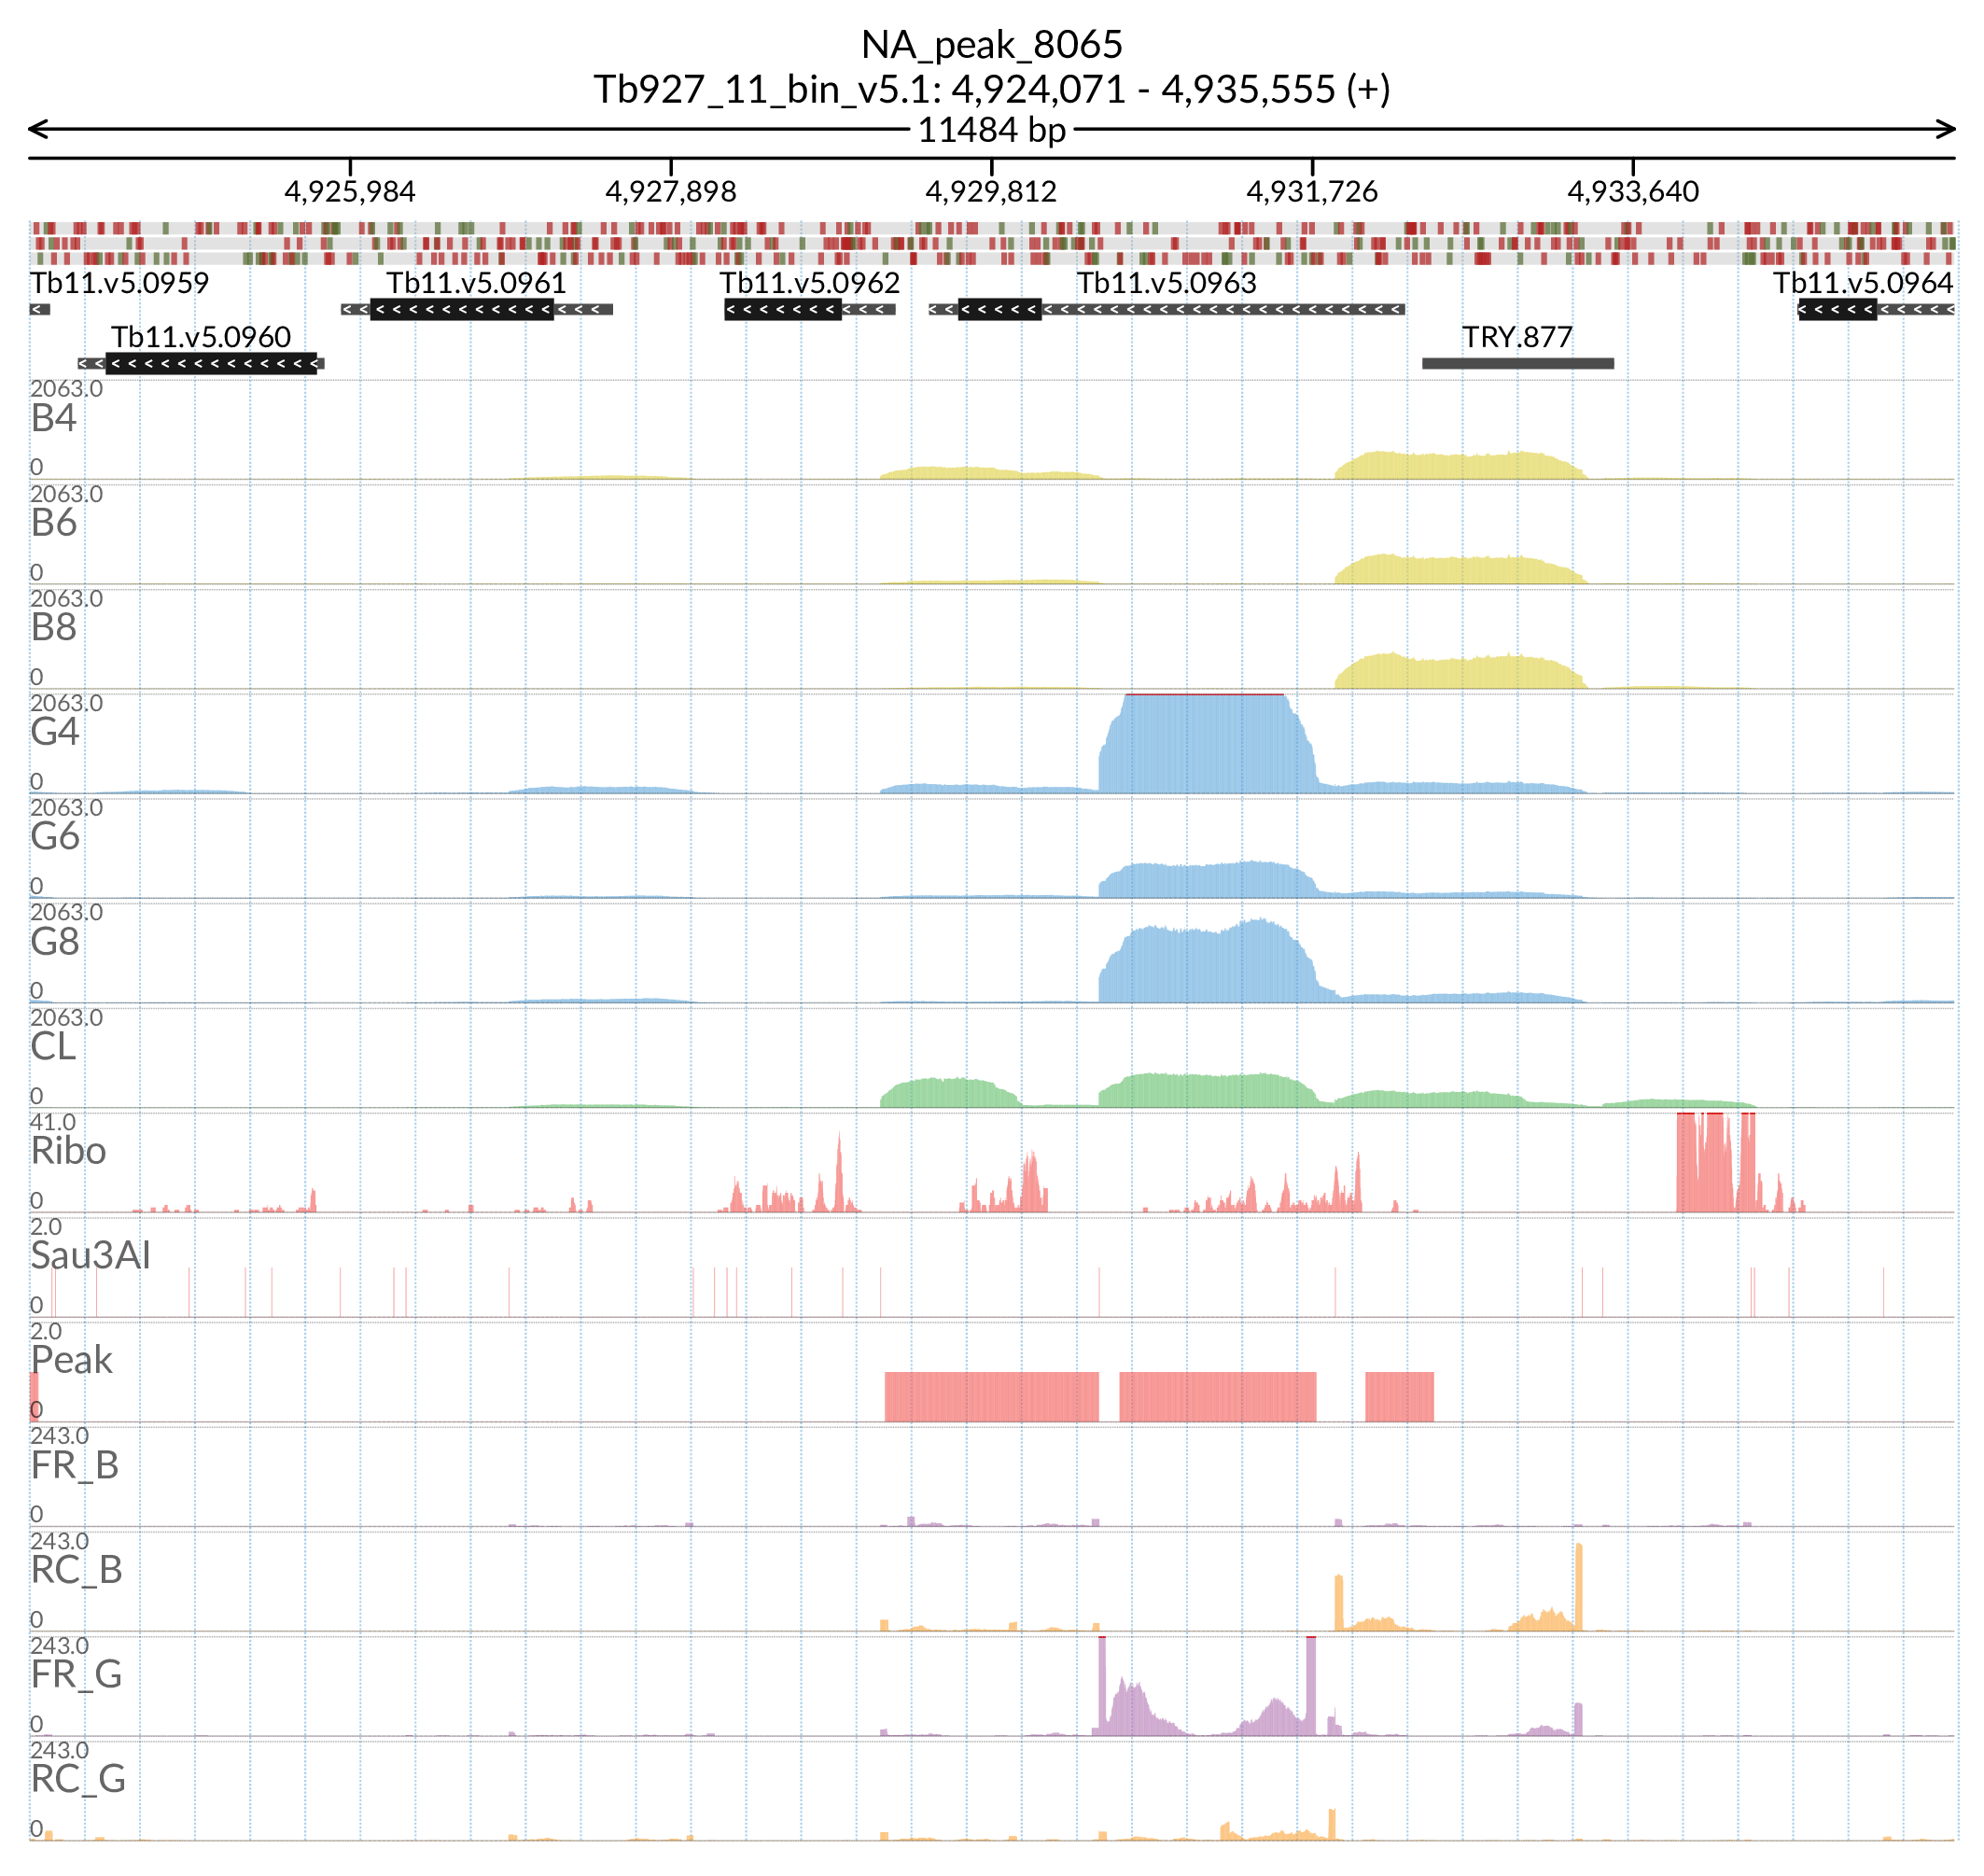 NA_peak_8065
Tb927_11_bin_v5.1: 4,924,071 - 4,935,555 (+)
11484 bp
4,925,984 4,927,898 4,929,812 4,931,726 4,933,640
Tb11.v5.0959 Tb11.v5.0961 Tb11.v5.0962 Tb11.v5.0963 Tb11.v5.0964
Tb11.v5.0960 TRY.877
2063.0
B4
0
2063.0
B6
0
2063.0
B8
0
2063.0
G4
0
2063.0
G6
0
2063.0
G8
0
2063.0
CL
0
41.0
Ribo
0
2.0
Sau3AI
0
2.0
Peak
0
243.0
FR_B
0
243.0
RC_B
0
243.0
FR_G
0
243.0
RC_G
0